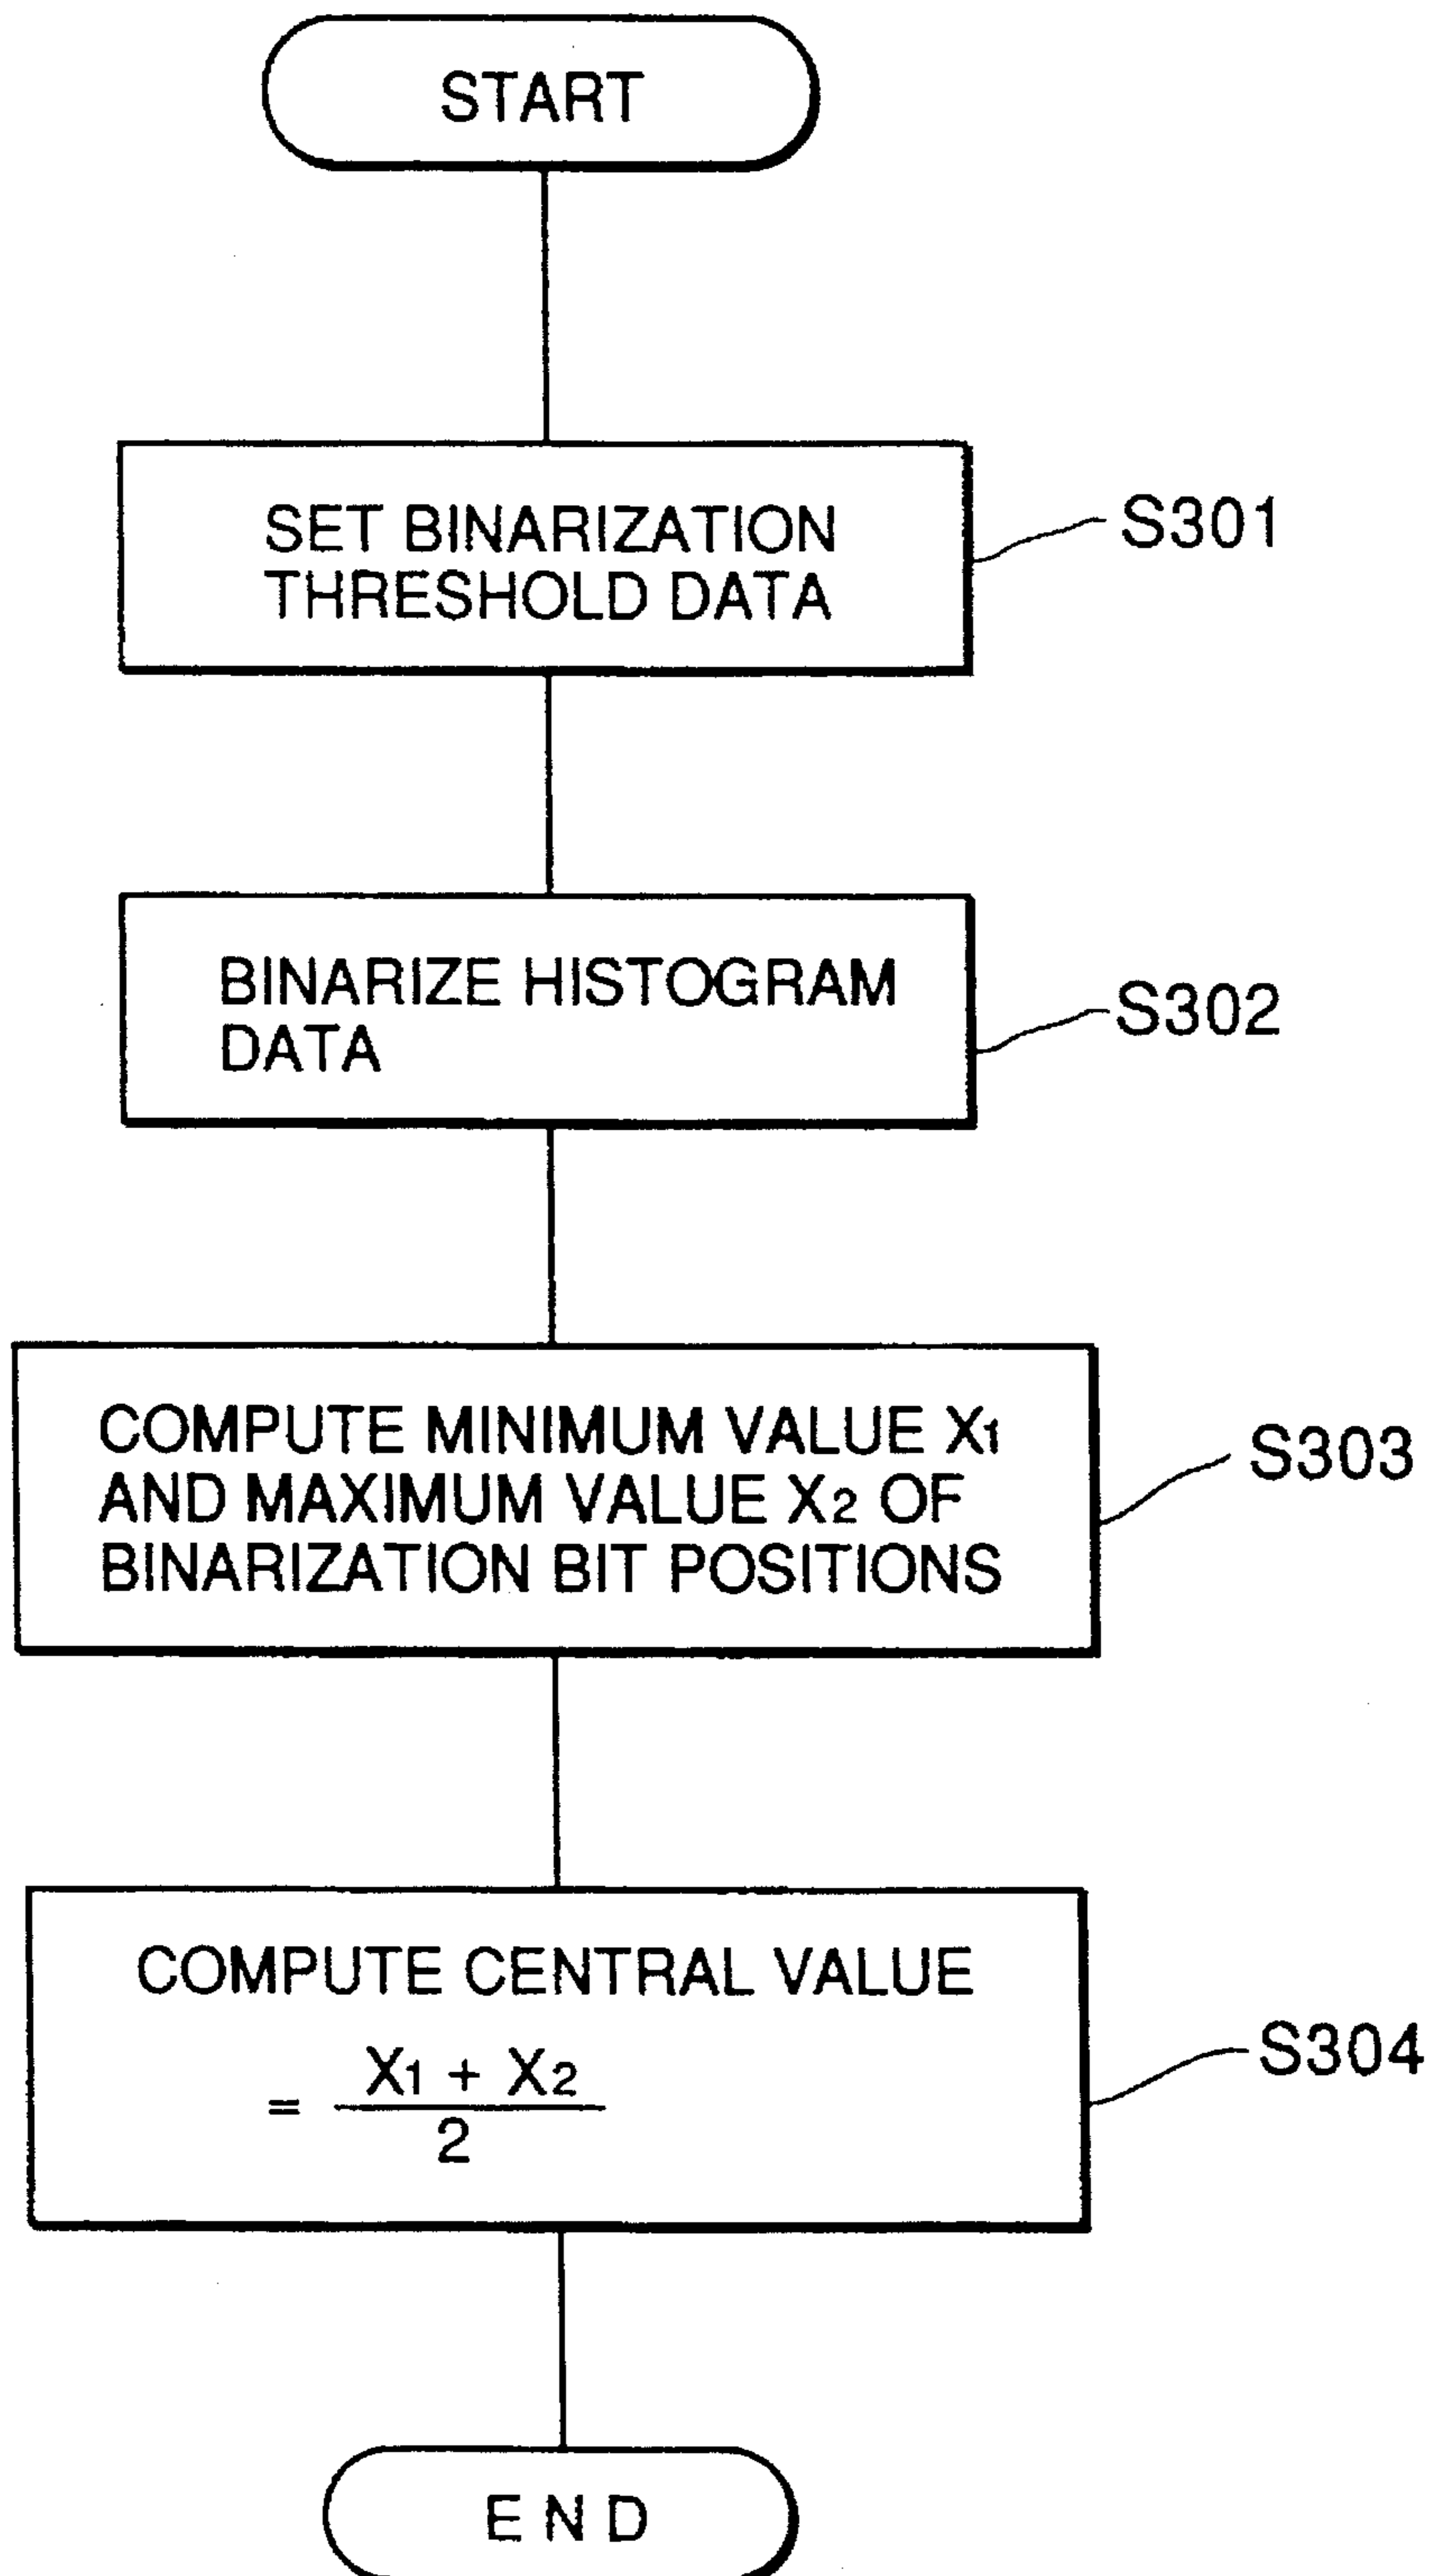 START
SET BINARIZATION
THRESHOLD DATA
S301
BINARIZE HISTOGRAM
DATA
S302
COMPUTE MINIMUM VALUE X1
AND MAXIMUM VALUE X2 OF
BINARIZATION BIT POSITIONS
S303
COMPUTE CENTRAL VALUE
= X1 + X2
2
S304
END